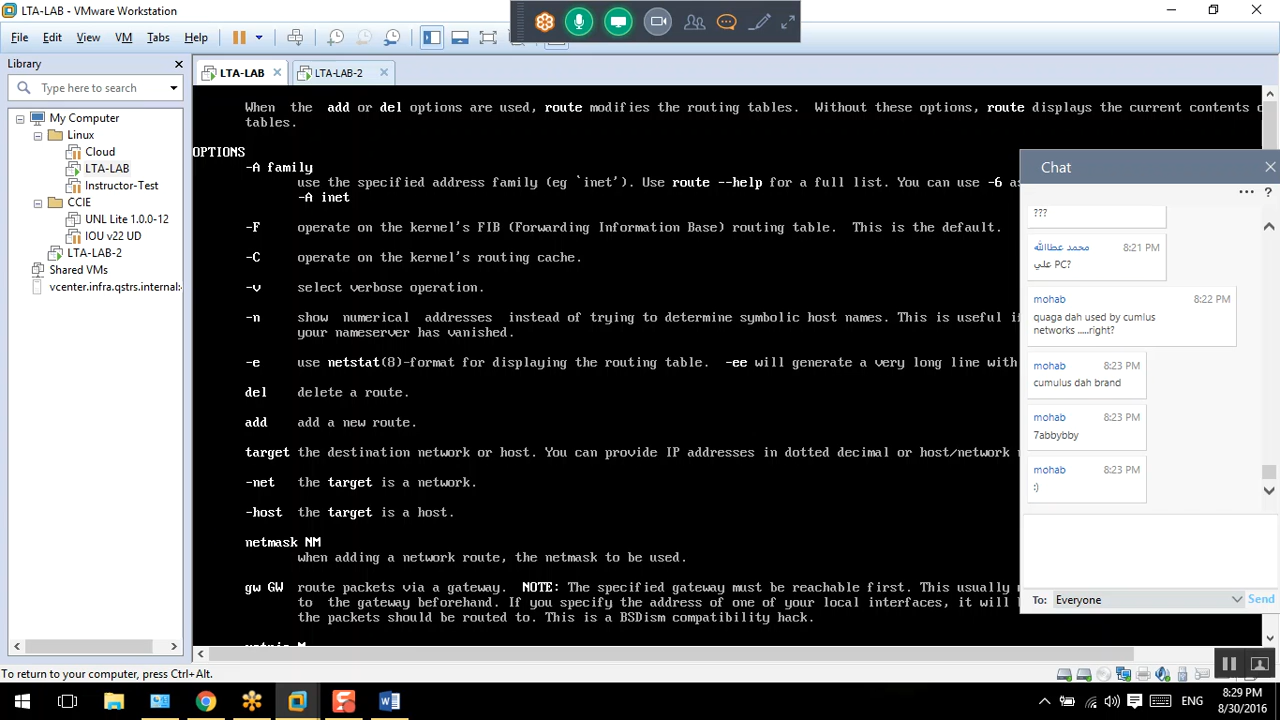 LTA-LAB - VMware Workstation
File Edit View VM Tabs Help
Library
Type here to search
My Computer
Linux
Cloud
LTA-LAB
Instructor-Test
CCIE
UNL Lite 1.0.0-12
IOU v22 UD
LTA-LAB-2
Shared VMs
vcenter.infra.qstrs.internal:
LTA-LAB
LTA-LAB-2
When the add or del options are used, route modifies the routing tables. Without these options, route displays the current contents
tables.
OPTIONS
-A family
use the specified address family (eg `inet'). Use route --help for a full list. You can use -6 as
-A inet
-F operate on the kernel's FIB (Forwarding Information Base) routing table. This is the default.
-C operate on the kernel's routing cache.
-v select verbose operation.
-n show numerical addresses instead of trying to determine symbolic host names. This is useful if
your nameserver has vanished.
-e use netstat(8)-format for displaying the routing table. -ee will generate a very long line with
del delete a route.
add add a new route.
target the destination network or host. You can provide IP addresses in dotted decimal or host/network
-net the target is a network.
-host the target is a host.
netmask NM
when adding a network route, the netmask to be used.
gw GW route packets via a gateway. NOTE: The specified gateway must be reachable first. This usually
to the gateway beforehand. If you specify the address of one of your local interfaces, it will
the packets should be routed to. This is a BSDism compatibility hack.
Chat
???
محمد عطاالله 8:21 PM
علي PC?
mohab 8:22 PM
quaga dah used by cumlus
networks .....right?
mohab 8:23 PM
cumulus dah brand
mohab 8:23 PM
7abbybby
mohab 8:23 PM
:)
To: Everyone Send
To return to your computer, press Ctrl+Alt.
ENG
8:29 PM
8/30/2016